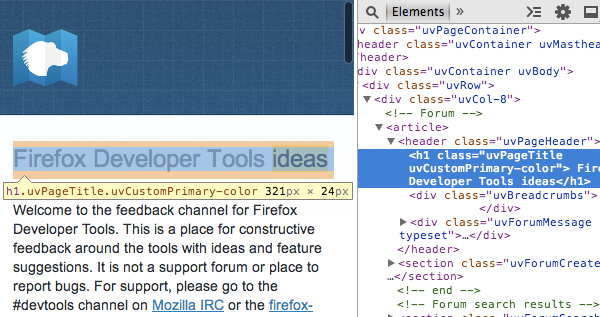 Firefox Developer Tools ideas
h1.uvPageTitle.uvCustomPrimary-color 321px × 24px
Welcome to the feedback channel for Firefox
Developer Tools. This is a place for constructive
feedback around the tools with ideas and feature
suggestions. It is not a support forum or place to
report bugs. For support, please go to the
#devtools channel on Mozilla IRC or the firefox-
Elements »
v class="uvPageContainer">
header class="uvContainer uvMasthea
/header>
div class="uvContainer uvBody">
<div class="uvRow">
<div class="uvCol-8">
<!-- Forum -->
<article>
<header class="uvPageHeader">
<h1 class="uvPageTitle
uvCustomPrimary-color"> Fire
Developer Tools ideas</h1>
<div class="uvBreadcrumbs">
</div>
<div class="uvForumMessage
typeset">…</div>
</header>
<section class="uvForumCreate
…</section>
<!-- end -->
<!-- Forum search results -->